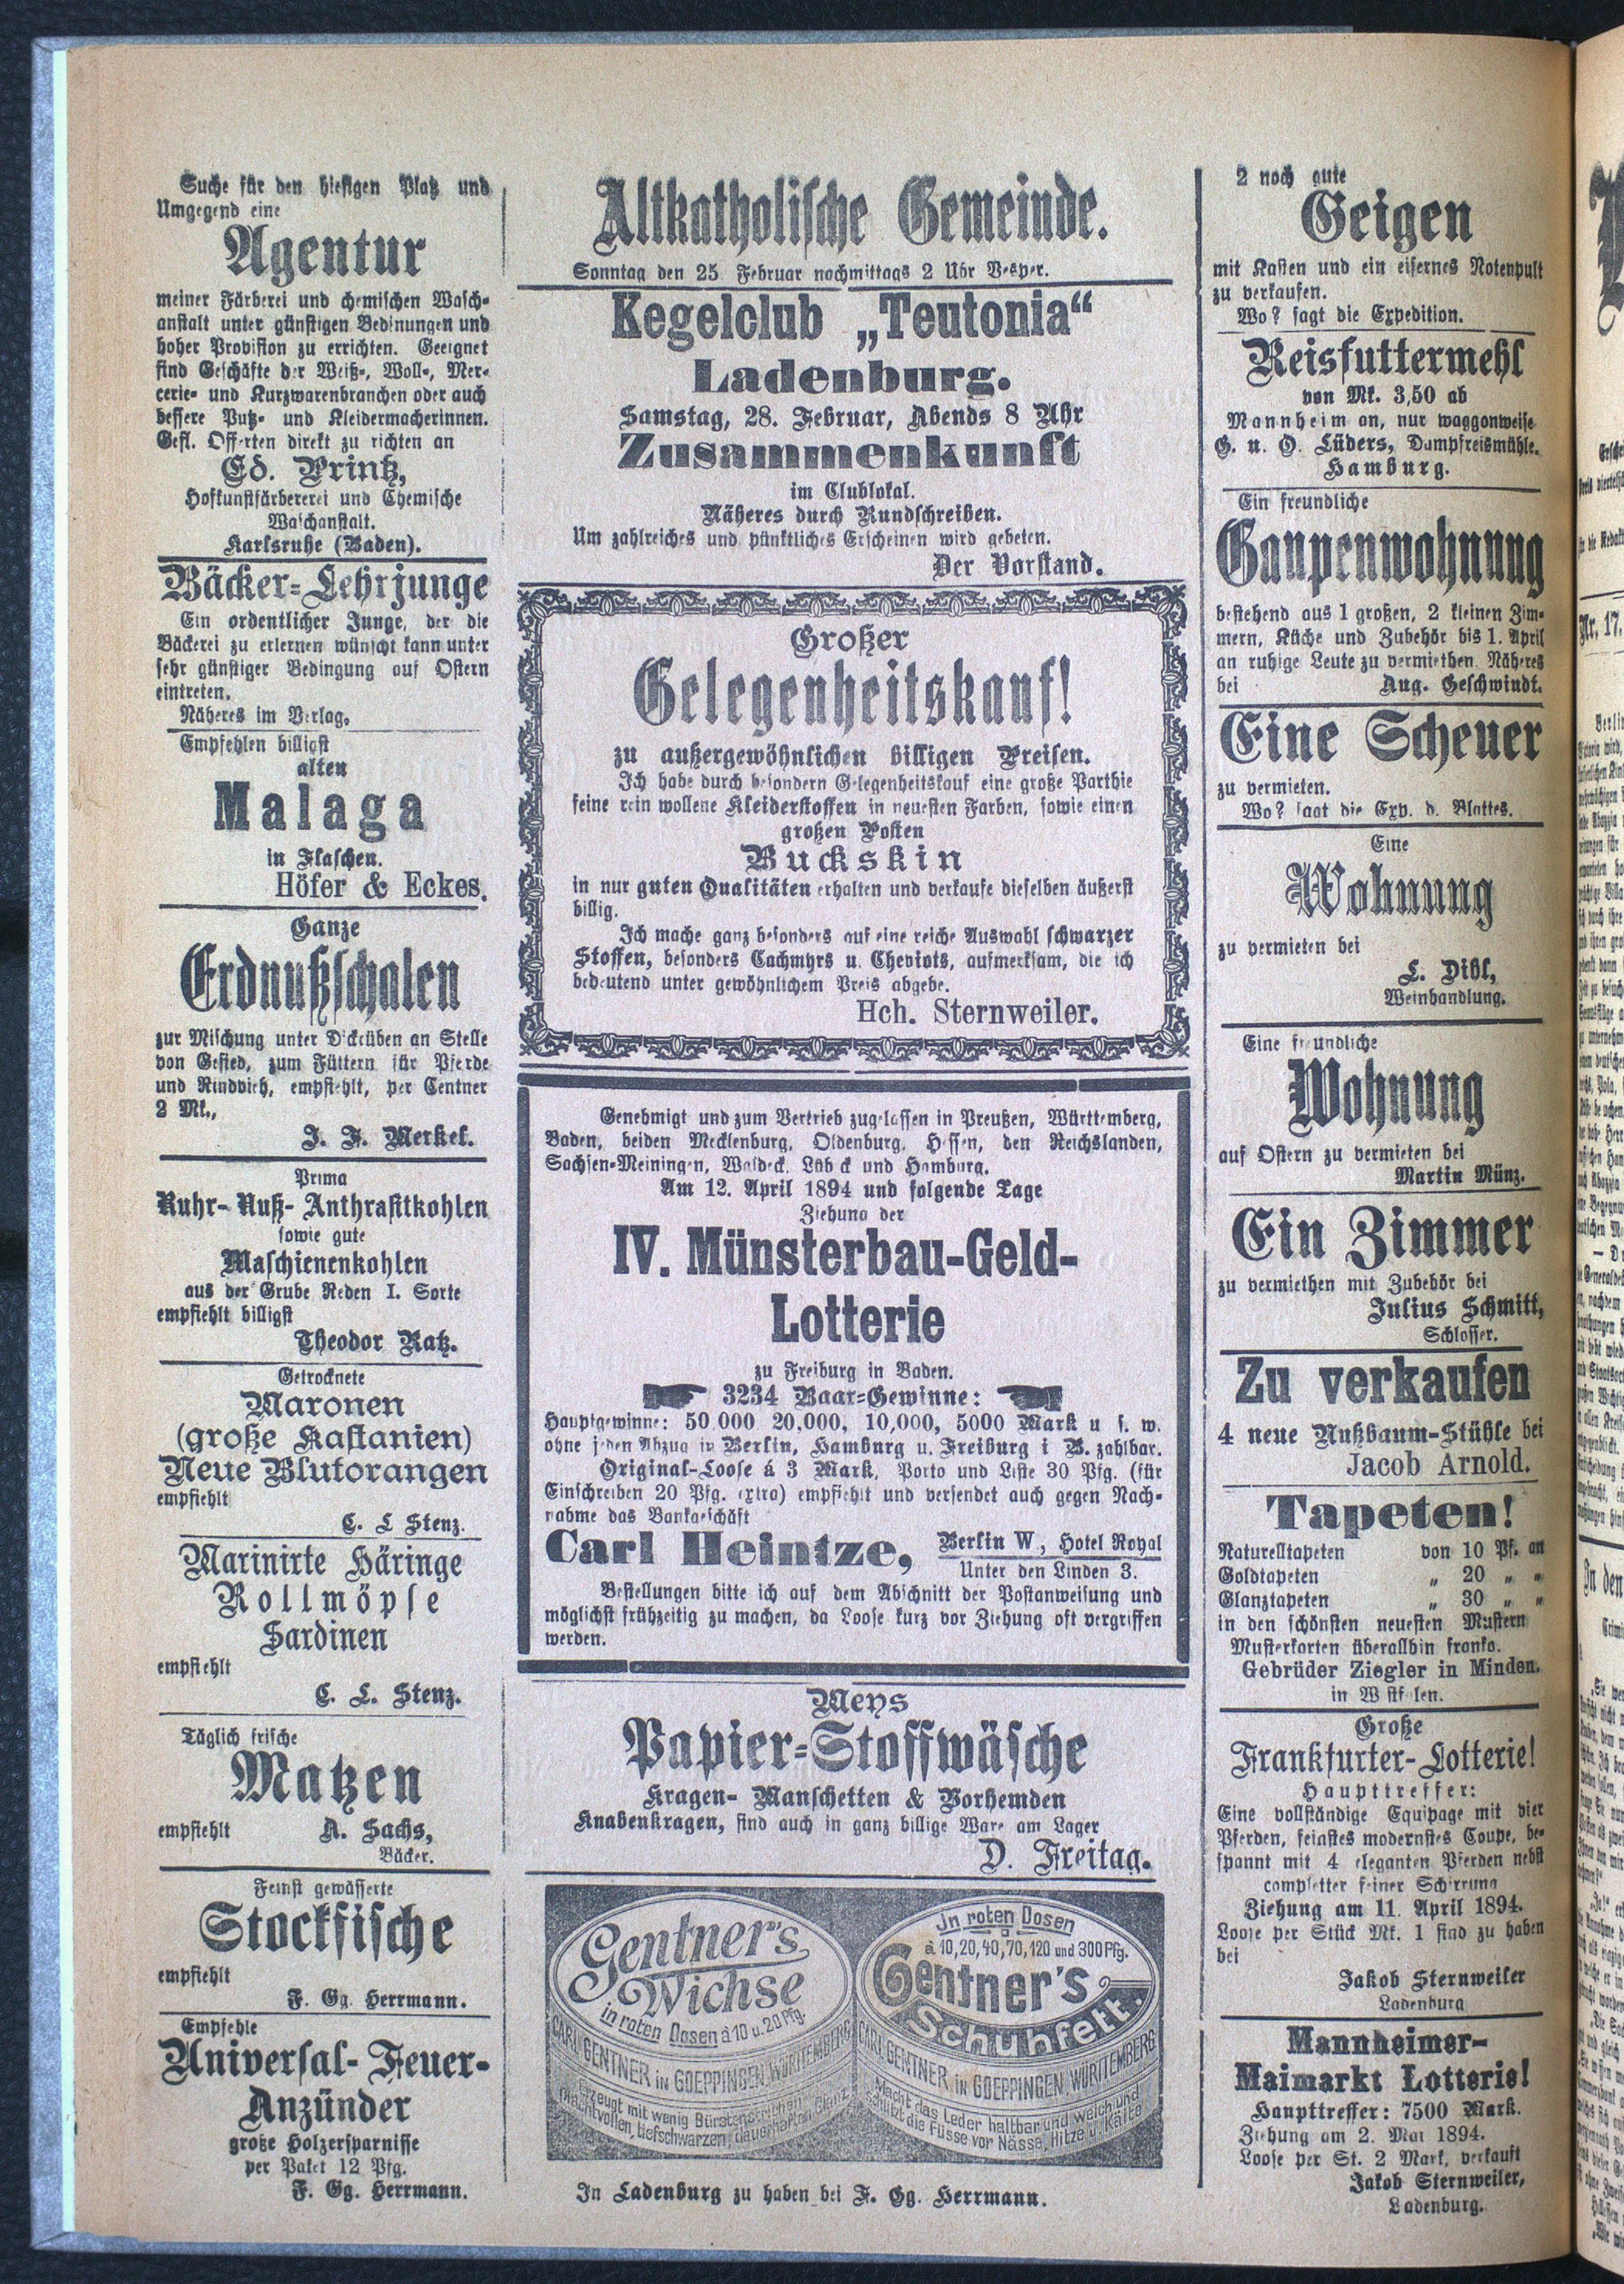 Suche für den hiesigen Platz und
Umgegend eine
Agentur
meiner Färberei und chemischen Wasch-
anstalt unter günstigen Bedinungen und
hoher Provision zu errichten. Geeignet
sind Geschäfte der Weiß-, Woll-, Mer-
cerie- und Kurzwarenbranchen oder auch
bessere Putz- und Kleidermacherinnen.
Gefl. Offerten direkt zu richten an
Ed. Printz,
Hofkunstfärbererei und Chemische
Waschanstalt.
Karlsruhe (Baden).
Bäcker-Lehrjunge
Ein ordentlicher Junge, der die
Bäckerei zu erlernen wünscht kann unter
sehr günstiger Bedingung auf Ostern
eintreten.
Näheres im Verlag.
Empfehlen billigst
alten
Malaga
in Flaschen.
Höfer & Eckes.
Ganze
Erdnußschalen
zur Mischung unter Dickrüben an Stelle
von Gesied, zum Füttern für Pferde
und Rindvieh, empfiehlt, per Centner
2 Mk.,
J. F. Merkel.
Prima
Ruhr- Nuß- Anthrasitkohlen
sowie gute
Maschienenkohlen
aus der Grube Reden I. Sorte
empfiehlt billigst
Theodor Katz.
Getrocknete
Maronen
(große Kastanien)
Neue Blutorangen
empfiehlt
C. L Stenz.
Marinirte Häringe
Rollmöpse
Sardinen
empfiehlt
C. L. Stenz.
Täglich frische
Matzen
empfiehlt A. Sachs,
Bäcker.
Feinst gewässerte
Stockfische
empfiehlt
F. Gg. Herrmann.
Empfehle
Universal- Feuer-
Anzünder
große Holzersparnisse
per Paket 12 Pfg.
F. Gg. Herrmann.
Altkatholische Gemeinde.
Sonntag den 25. Februar nachmittags 2 Uhr Vesper.
Kegelclub „Teutonia“
Ladenburg.
Samstag, 28. Februar, Abends 8 Uhr
Zusammenkunft
im Clublokal.
Näheres durch Rundschreiben.
Um zahlreiches und pünktliches Erscheinen wird gebeten.
Der Vorstand.
Großer
Gelegenheitskauf!
zu außergewöhnlichen billigen Preisen.
Ich habe durch besondern Gelegenheitskauf eine große Parthie
feine rein wollene Kleiderstoffen in neuesten Farben, sowie einen
großen Posten
Buckskin
in nur guten Qualitäten erhalten und verkaufe dieselben äußerst
billig.
Ich mache ganz besonders auf eine reiche Auswahl schwarzer
Stoffen, besonders Cachmyrs u. Cheviots, aufmerksam, die ich
bedeutend unter gewöhnlichem Preis abgebe.
Hch. Sternweiler.
Genehmigt und zum Vertrieb zugelassen in Preußen, Württemberg,
Baden, beiden Mecklenburg, Oldenburg, Hessen, den Reichslanden,
Sachsen-Meiningen, Waldeck, Lübeck und Hamburg.
Am 12. April 1894 und folgende Tage
Ziehung der
IV. Münsterbau-Geld-
Lotterie
zu Freiburg in Baden.
3234 Baar-Gewinne:
Hauptgewinne: 50 000 20,000, 10,000, 5000 Mark u s. w.
ohne jeden Abzug in Berlin, Hamburg u. Freiburg i B. zahlbar.
Original-Loose á 3 Mark, Porto und Liste 30 Pfg. (für
Einschreiben 20 Pfg. extra) empfiehlt und versendet auch gegen Nach-
nahme das Bankgeschäft
Carl Heintze, Berlin W., Hotel Royal
Unter den Linden 3.
Bestellungen bitte ich auf dem Abschnitt der Postanweisung und
möglichst frühzeitig zu machen, da Loose kurz vor Ziehung oft vergriffen
werden.
Meys
Papier-Stoffwäsche
Kragen- Manschetten & Vorhemden
Knabenkragen, sind auch in ganz billige Ware am Lager
D. Freitag.
Gentner's
Wichse
in roten Dosen à 10 u. 20 Pfg.
CARL GENTNER in GOEPPINGEN WÜRITEMBERG
Erzeugt mit wenig Bürstenstrichen
prachtvollen, tiefschwarzen, dauerhaften Glanz
In roten Dosen
à 10, 20, 40, 70, 120 und 300 Pfg.
Gentner's
Schuhfett.
CARL GENTNER in GOEPPINGEN WÜRITEMBERG
Macht das Leder haltbar und weich und
schützt die Füsse vor Nässe, Hitze u. Kälte
In Ladenburg zu haben bei F. Gg. Herrmann.
2 noch gute
Geigen
mit Kasten und ein eisernes Notenpult
zu verkaufen.
Wo? sagt die Expedition.
Reisfuttermehl
von Mk. 3,50 ab
Mannheim an, nur waggonweise
G. u. O. Lüders, Dampfreismühle.
Hamburg.
Ein freundliche
Gaupenwohnung
bestehend aus 1 großen, 2 kleinen Zim-
mern, Küche und Zubehör bis 1. April
an ruhige Leute zu vermiethen. Näheres
bei Aug. Geschwindt.
Eine Scheuer
zu vermieten.
Wo? sagt die Exp. d. Blattes.
Eine
Wohnung
zu vermieten bei
L. Dihl,
Weinhandlung.
Eine freundliche
Wohnung
auf Ostern zu vermieten bei
Martin Münz.
Ein Zimmer
zu vermiethen mit Zubehör bei
Julius Schmitt,
Schlosser.
Zu verkaufen
4 neue Nußbaum-Stühle bei
Jacob Arnold.
Tapeten!
Naturelltapeten von 10 Pf. an
Goldtapeten „ 20 „ „
Glanztapeten „ 30 „ „
in den schönsten neuesten Mustern
Musterkarten überallhin franko.
Gebrüder Ziegler in Minden.
in Westfalen.
Große
Frankfurter-Lotterie!
Haupttreffer:
Eine vollständige Equipage mit vier
Pferden, feinstes modernstes Coupe, be-
spannt mit 4 eleganten Pferden nebst
completter feiner Schirrung
Ziehung am 11. April 1894.
Loose per Stück Mk. 1 sind zu haben
bei
Jakob Sternweiler
Ladenburg
Mannheimer-
Maimarkt Lotterie!
Haupttreffer: 7500 Mark.
Ziehung am 2. Mai 1894.
Loose per St. 2 Mark, verkauft
Jakob Sternweiler,
Ladenburg.
Nr. 17.